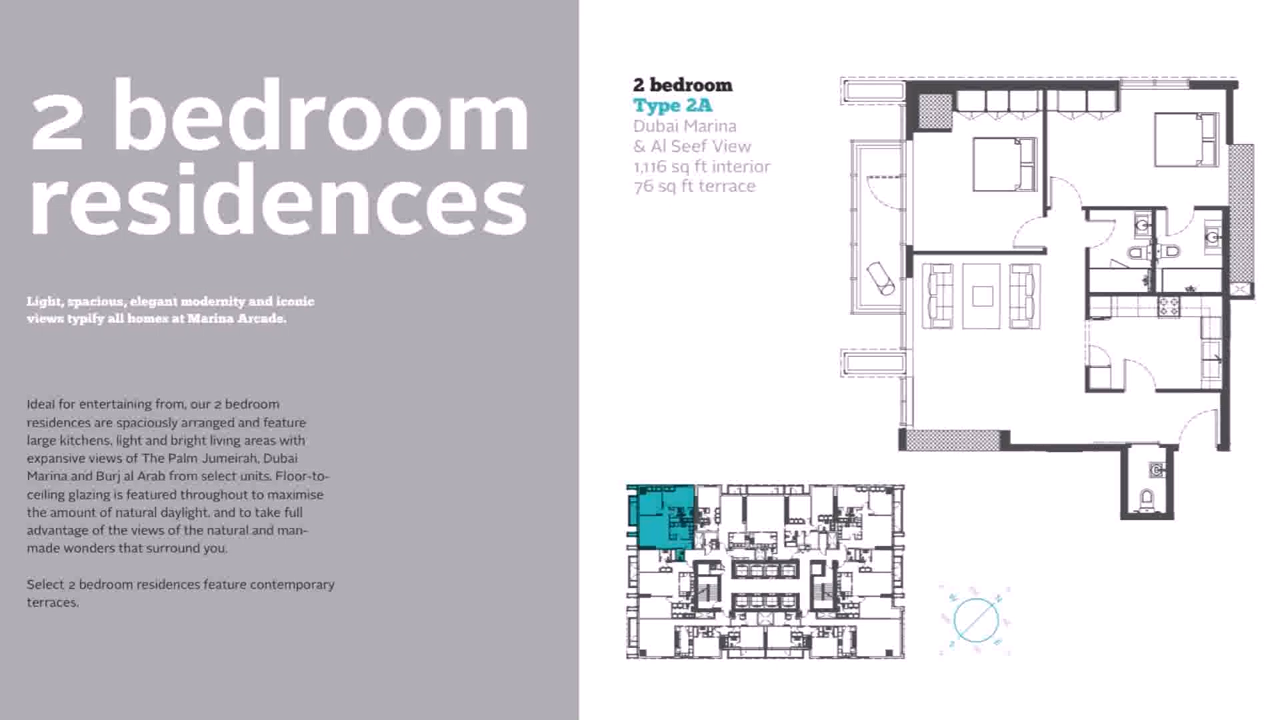 2 bedroom
residences
Light, spacious, elegant modernity and iconic
views typify all homes at Marina Arcade.
Ideal for entertaining from, our 2 bedroom
residences are spaciously arranged and feature
large kitchens, light and bright living areas with
expansive views of The Palm Jumeirah, Dubai
Marina and Burj al Arab from select units. Floor-to-
ceiling glazing is featured throughout to maximise
the amount of natural daylight, and to take full
advantage of the views of the natural and man-
made wonders that surround you.
Select 2 bedroom residences feature contemporary
terraces.
2 bedroom
Type 2A
Dubai Marina
& Al Seef View
1,116 sq ft interior
76 sq ft terrace